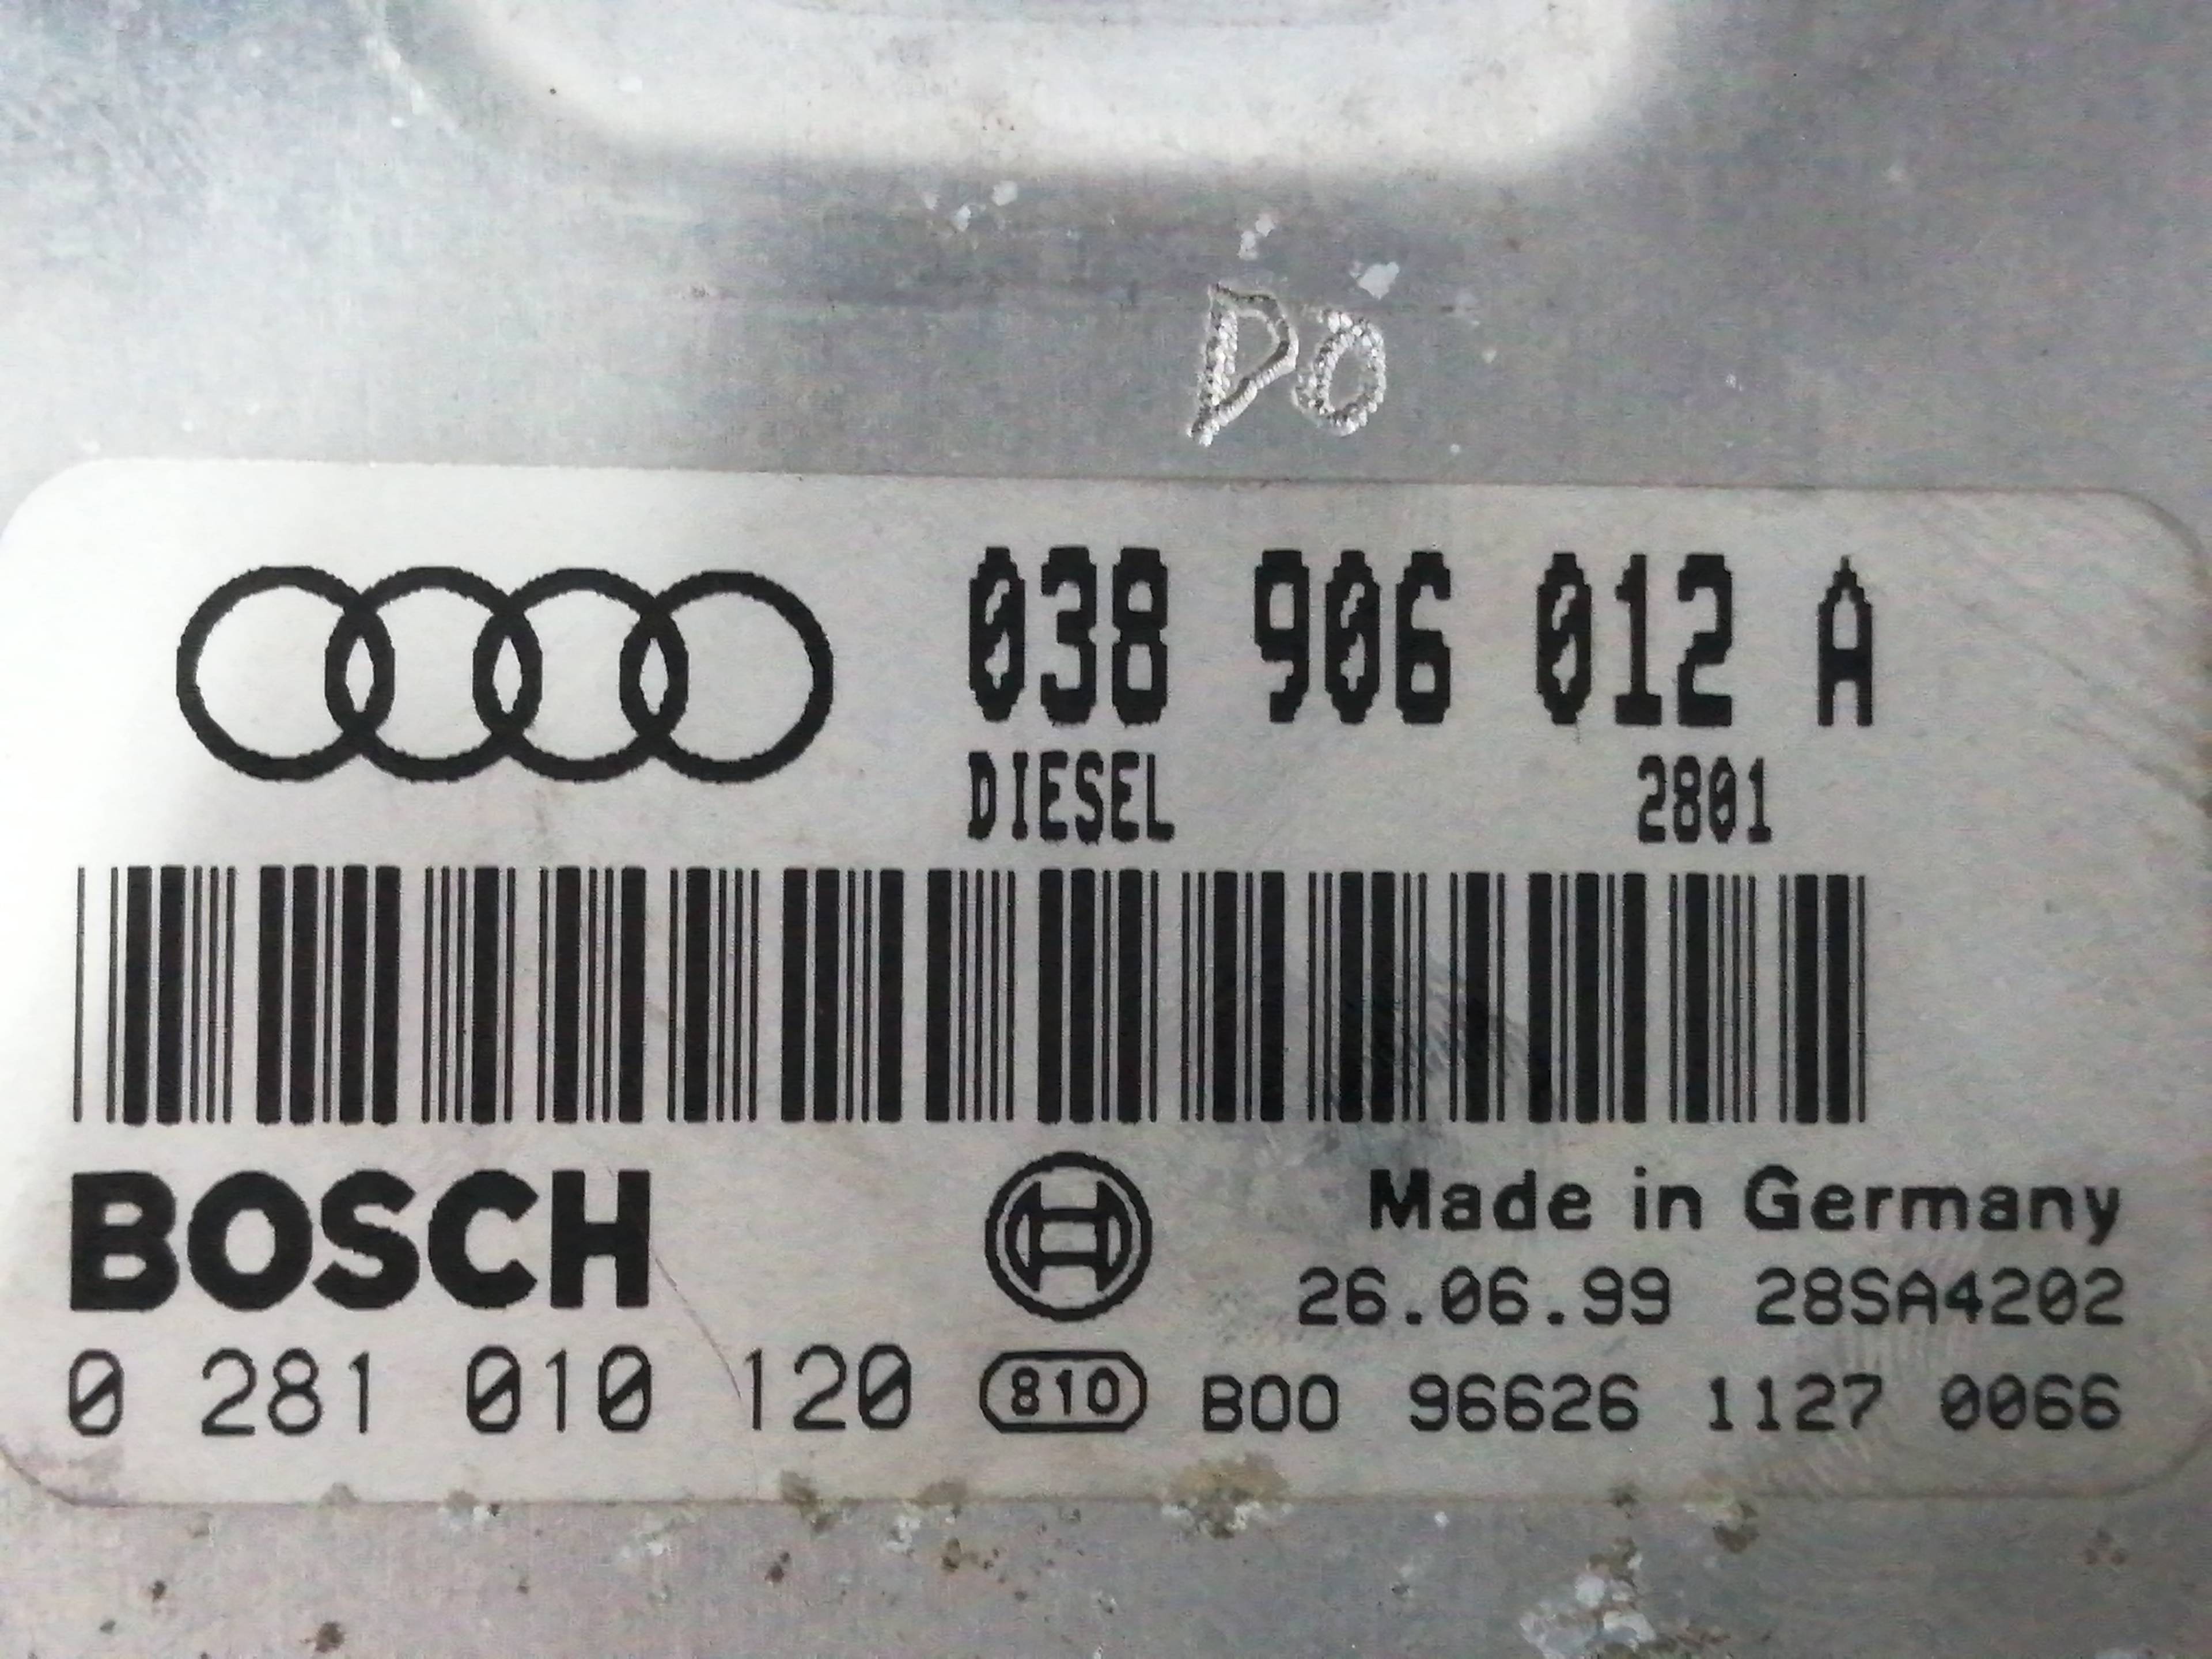 DO
038 906 012 A
DIESEL 2801
BOSCH
Made in Germany
26.06.99 28SA4202
0 281 010 120 810 B00 96626 1127 0066